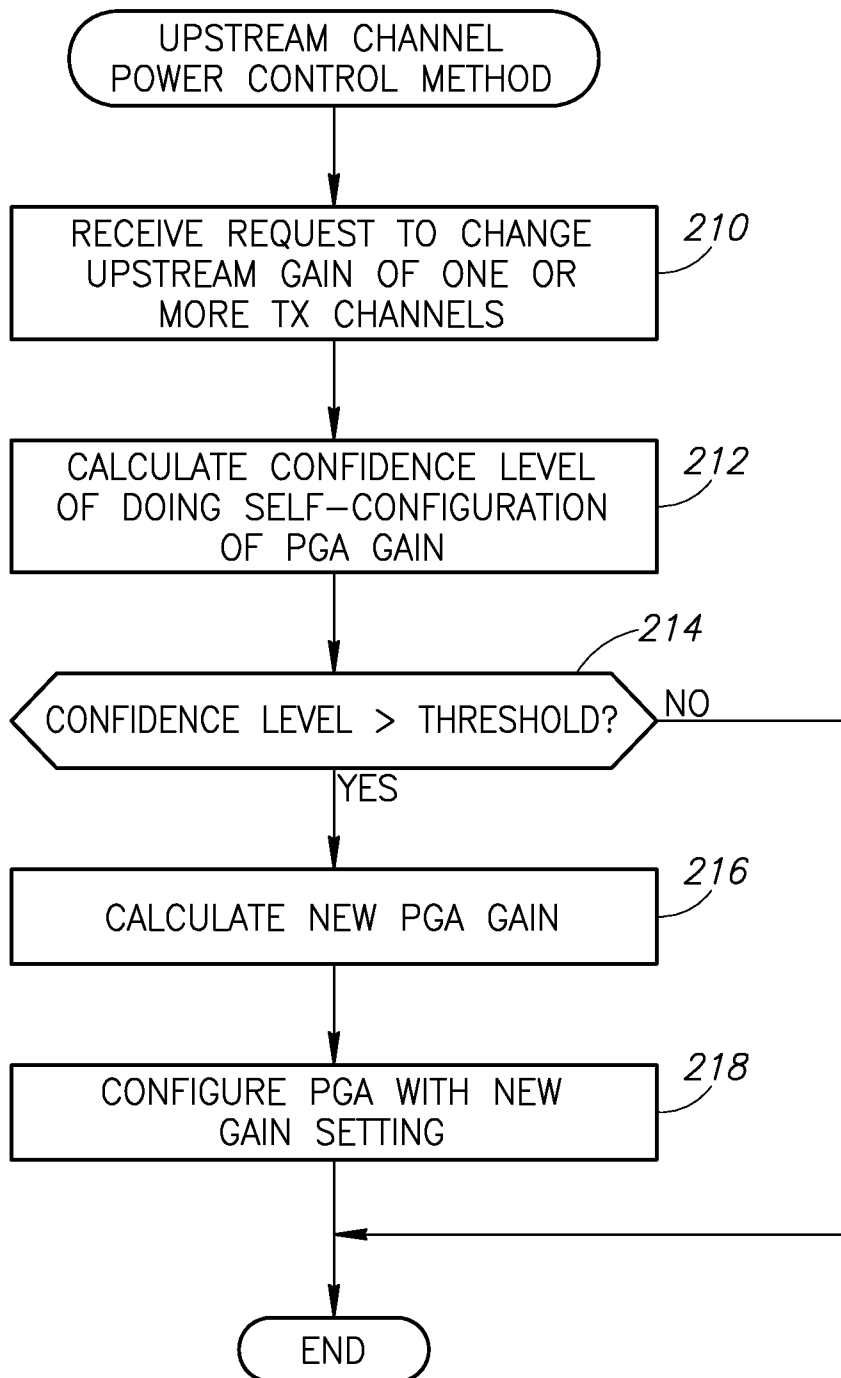 UPSTREAM CHANNEL
POWER CONTROL METHOD
RECEIVE REQUEST TO CHANGE
UPSTREAM GAIN OF ONE OR
MORE TX CHANNELS
210
CALCULATE CONFIDENCE LEVEL
OF DOING SELF-CONFIGURATION
OF PGA GAIN
212
214
CONFIDENCE LEVEL > THRESHOLD?
NO
YES
CALCULATE NEW PGA GAIN
216
CONFIGURE PGA WITH NEW
GAIN SETTING
218
END